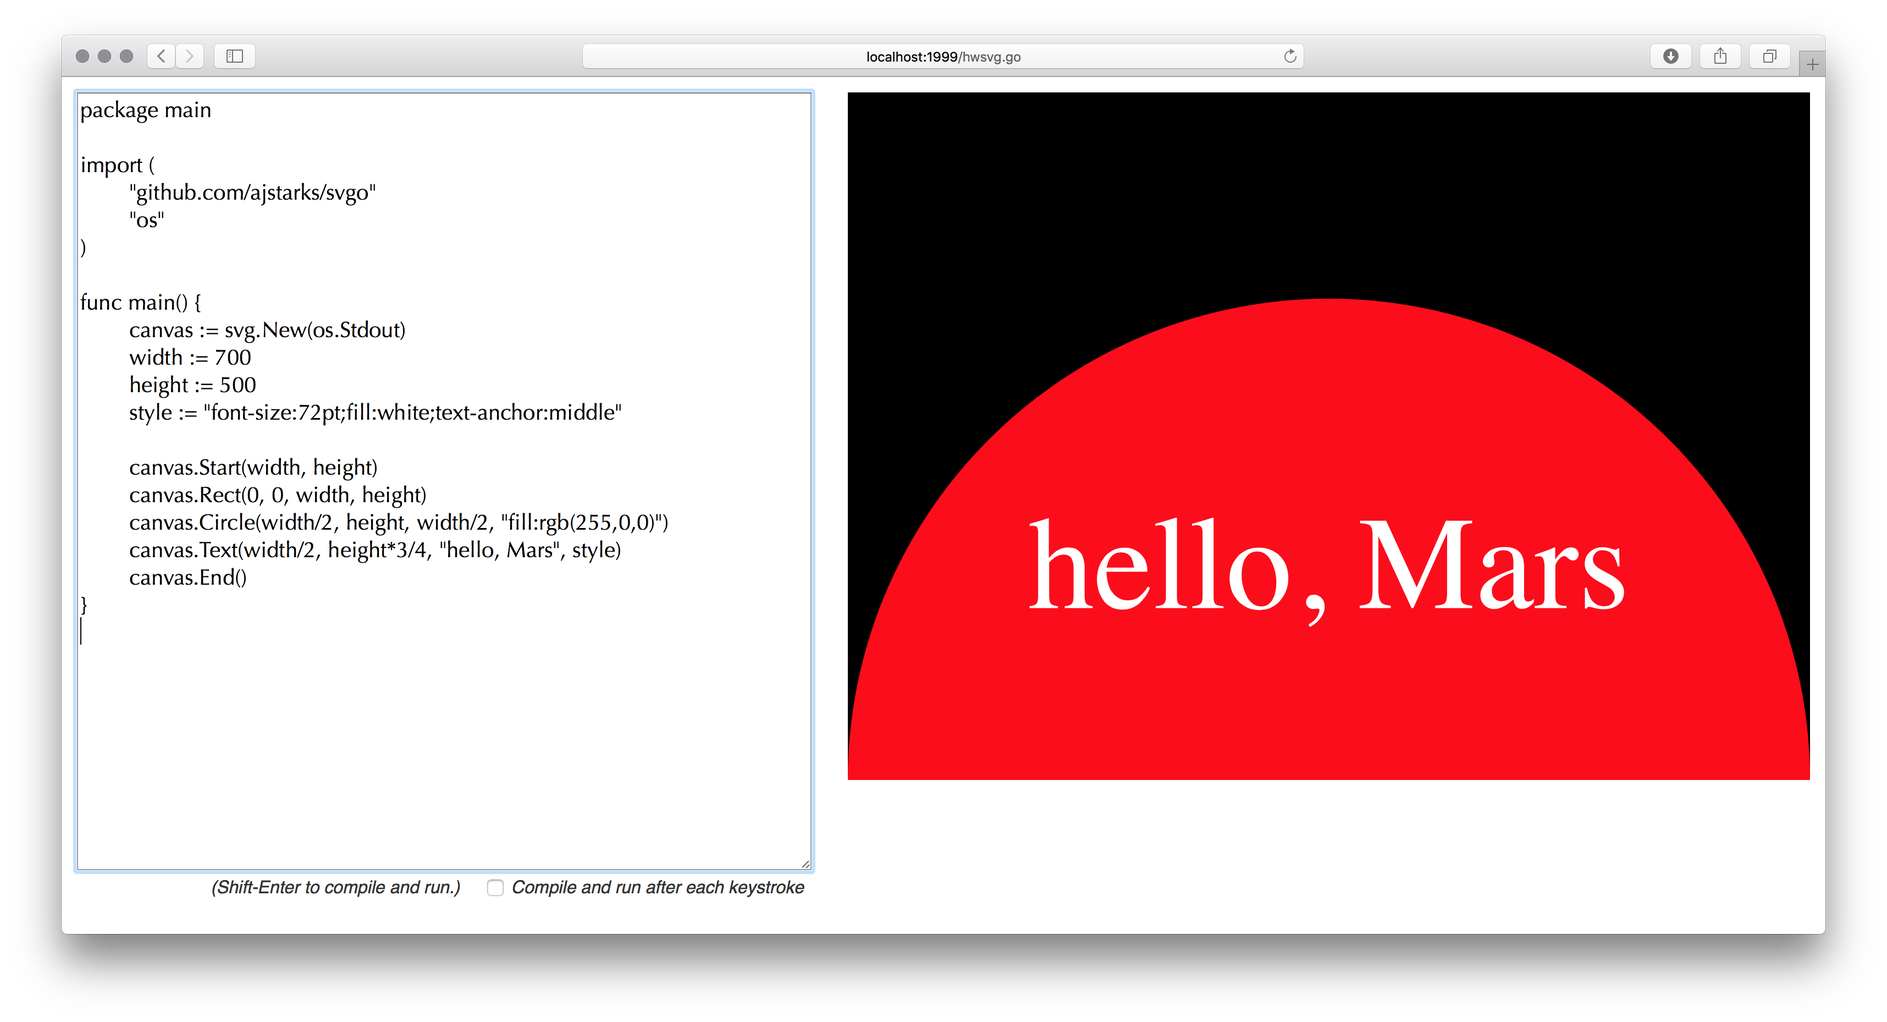 localhost:1999/hwsvg.go
package main
import (
"github.com/ajstarks/svgo"
"os"
)
func main() {
canvas := svg.New(os.Stdout)
width := 700
height := 500
style := "font-size:72pt;fill:white;text-anchor:middle"
canvas.Start(width, height)
canvas.Rect(0, 0, width, height)
canvas.Circle(width/2, height, width/2, "fill:rgb(255,0,0)")
canvas.Text(width/2, height*3/4, "hello, Mars", style)
canvas.End()
}
(Shift-Enter to compile and run.) Compile and run after each keystroke
hello, Mars